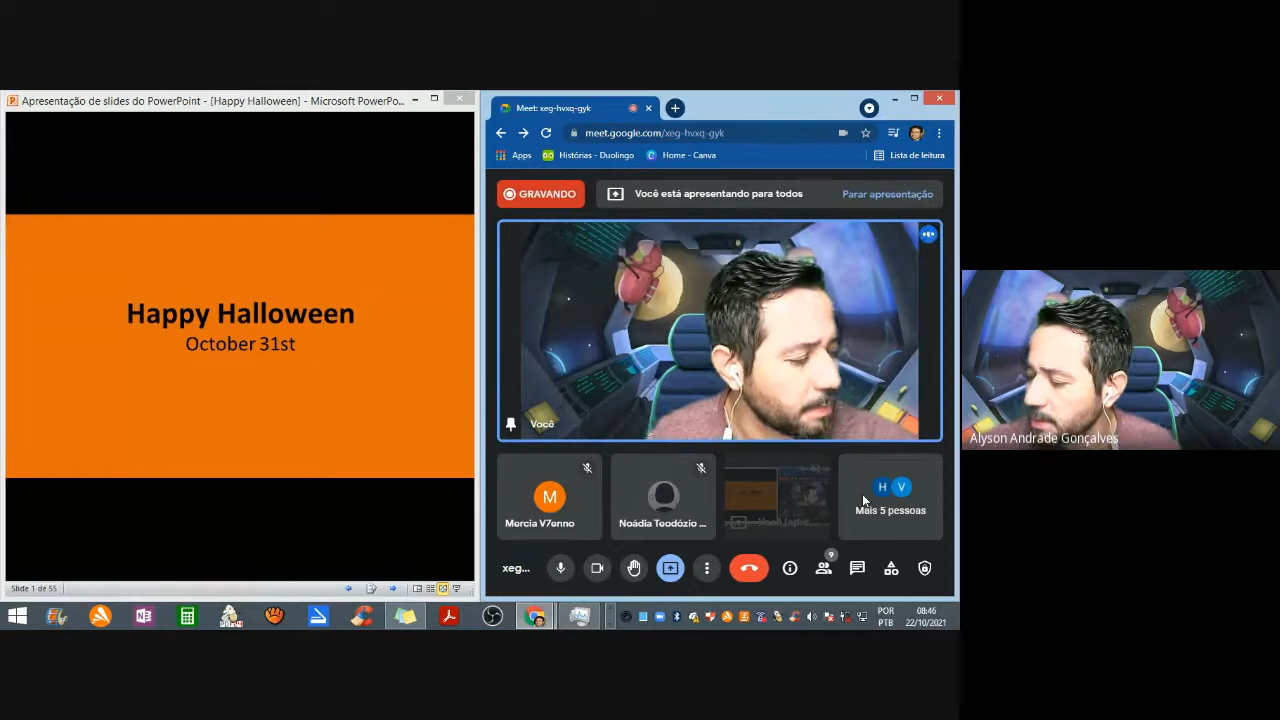 Apresentação de slides do PowerPoint - [Happy Halloween] - Microsoft PowerPo...
Happy Halloween
October 31st
Slide 1 de 55
Meet: xeg-hvxq-gyk
meet.google.com/xeg-hvxq-gyk
Apps
Histórias - Duolingo
Home - Canva
Lista de leitura
GRAVANDO
Você está apresentando para todos
Parar apresentação
Você
M
Mercia V7enno
Noádia Teodózio ...
H V
Mais 5 pessoas
xeg...
9
Alyson Andrade Gonçalves
POR
PTB
08:46
22/10/2021